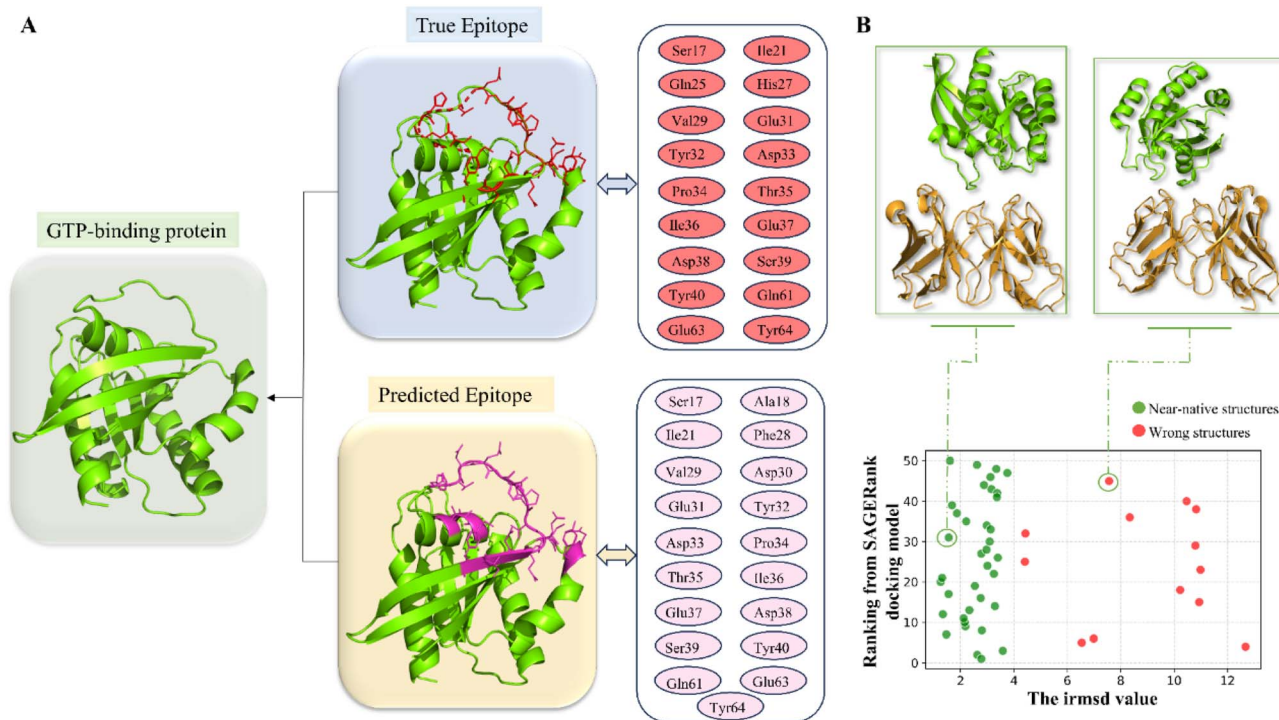 A
True Epitope
Ser17 Ile21
Gln25 His27
Val29 Glu31
Tyr32 Asp33
Pro34 Thr35
Ile36 Glu37
Asp38 Ser39
Tyr40 Gln61
Glu63 Tyr64
GTP-binding protein
Predicted Epitope
Ser17 Ala18
Ile21 Phe28
Val29 Asp30
Glu31 Tyr32
Asp33 Pro34
Thr35 Ile36
Glu37 Asp38
Ser39 Tyr40
Gln61 Glu63
Tyr64
B
Near-native structures
Wrong structures
Ranking from SAGERank
docking model
50
40
30
20
10
0
2 4 6 8 10 12
The irmsd value